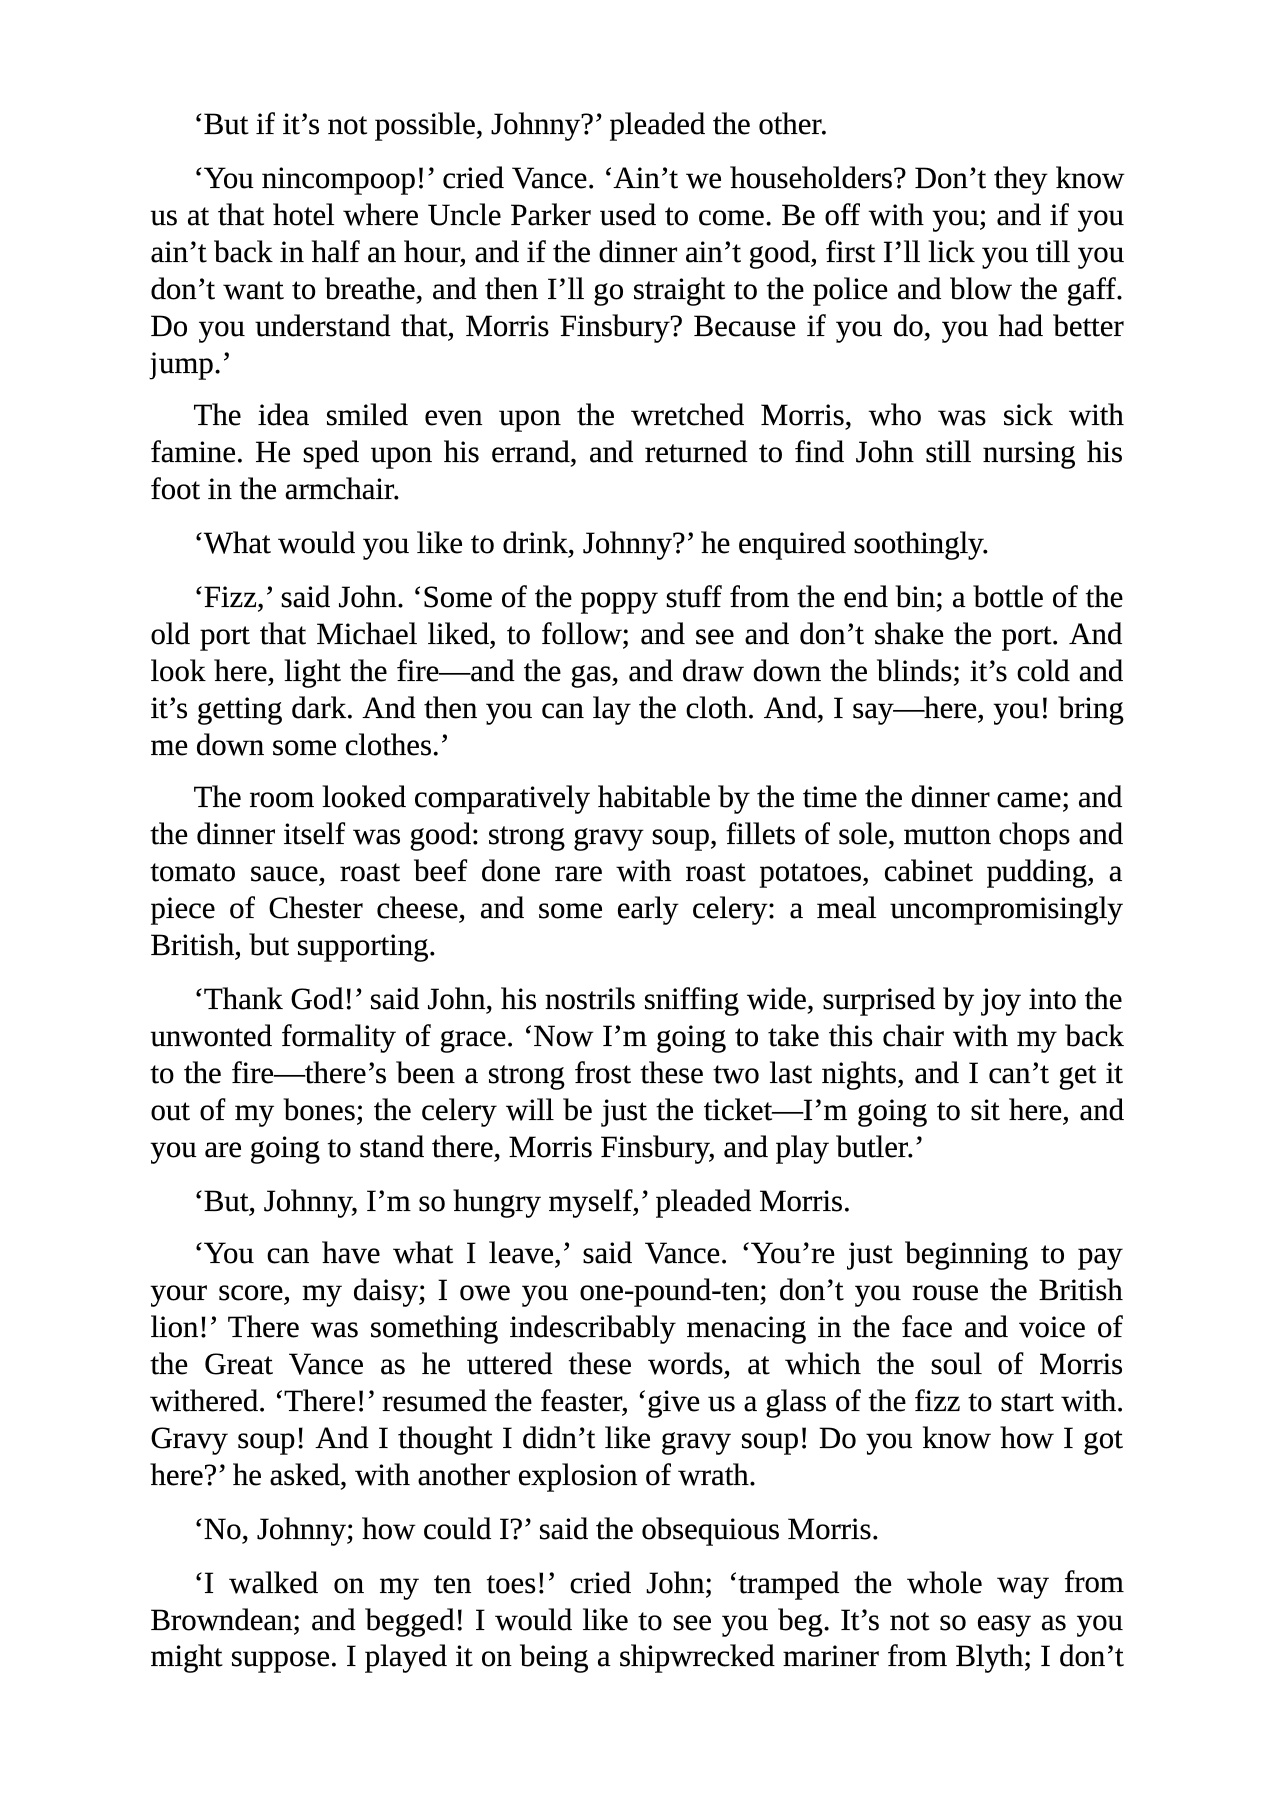 ‘But if it’s not possible, Johnny?’ pleaded the other.
‘You nincompoop!’ cried Vance. ‘Ain’t we householders? Don’t they know
us at that hotel where Uncle Parker used to come. Be off with you; and if you
ain’t back in half an hour, and if the dinner ain’t good, first I’ll lick you till you
don’t want to breathe, and then I’ll go straight to the police and blow the gaff.
Do you understand that, Morris Finsbury? Because if you do, you had better
jump.’
The idea smiled even upon the wretched Morris, who was sick with
famine. He sped upon his errand, and returned to find John still nursing his
foot in the armchair.
‘What would you like to drink, Johnny?’ he enquired soothingly.
‘Fizz,’ said John. ‘Some of the poppy stuff from the end bin; a bottle of the
old port that Michael liked, to follow; and see and don’t shake the port. And
look here, light the fire—and the gas, and draw down the blinds; it’s cold and
it’s getting dark. And then you can lay the cloth. And, I say—here, you! bring
me down some clothes.’
The room looked comparatively habitable by the time the dinner came; and
the dinner itself was good: strong gravy soup, fillets of sole, mutton chops and
tomato sauce, roast beef done rare with roast potatoes, cabinet pudding, a
piece of Chester cheese, and some early celery: a meal uncompromisingly
British, but supporting.
‘Thank God!’ said John, his nostrils sniffing wide, surprised by joy into the
unwonted formality of grace. ‘Now I’m going to take this chair with my back
to the fire—there’s been a strong frost these two last nights, and I can’t get it
out of my bones; the celery will be just the ticket—I’m going to sit here, and
you are going to stand there, Morris Finsbury, and play butler.’
‘But, Johnny, I’m so hungry myself,’ pleaded Morris.
‘You can have what I leave,’ said Vance. ‘You’re just beginning to pay
your score, my daisy; I owe you one-pound-ten; don’t you rouse the British
lion!’ There was something indescribably menacing in the face and voice of
the Great Vance as he uttered these words, at which the soul of Morris
withered. ‘There!’ resumed the feaster, ‘give us a glass of the fizz to start with.
Gravy soup! And I thought I didn’t like gravy soup! Do you know how I got
here?’ he asked, with another explosion of wrath.
‘No, Johnny; how could I?’ said the obsequious Morris.
‘I walked on my ten toes!’ cried John; ‘tramped the whole way from
Browndean; and begged! I would like to see you beg. It’s not so easy as you
might suppose. I played it on being a shipwrecked mariner from Blyth; I don’t